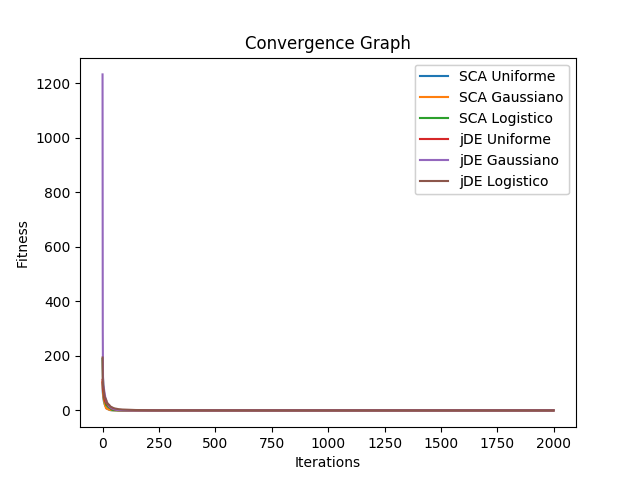 Convergence Graph
1200
1000
800
600
400
200
0
Fitness
SCA Uniforme
SCA Gaussiano
SCA Logistico
jDE Uniforme
jDE Gaussiano
jDE Logistico
0 250 500 750 1000 1250 1500 1750 2000
Iterations